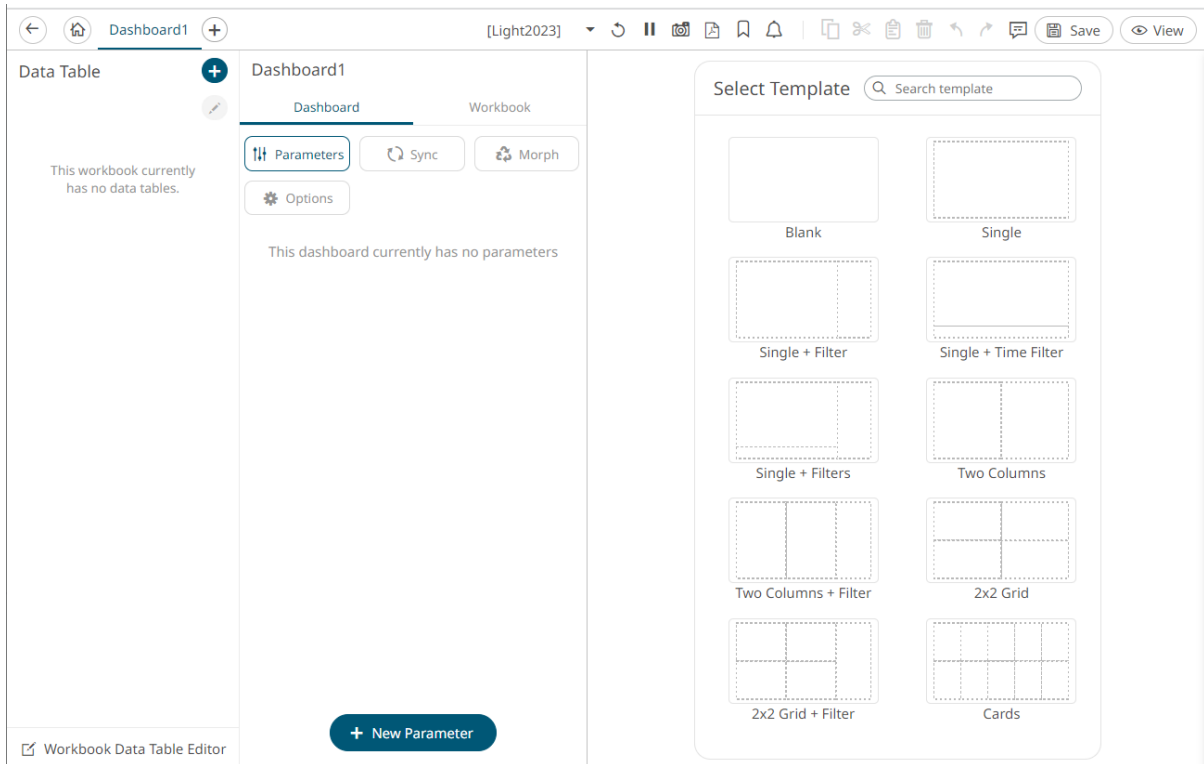 Dashboard1
[Light2023]
Save
View
Data Table
This workbook currently
has no data tables.
Workbook Data Table Editor
Dashboard1
Dashboard
Workbook
Parameters
Sync
Morph
Options
This dashboard currently has no parameters
New Parameter
Select Template
Search template
Blank
Single
Single + Filter
Single + Time Filter
Single + Filters
Two Columns
Two Columns + Filter
2x2 Grid
2x2 Grid + Filter
Cards